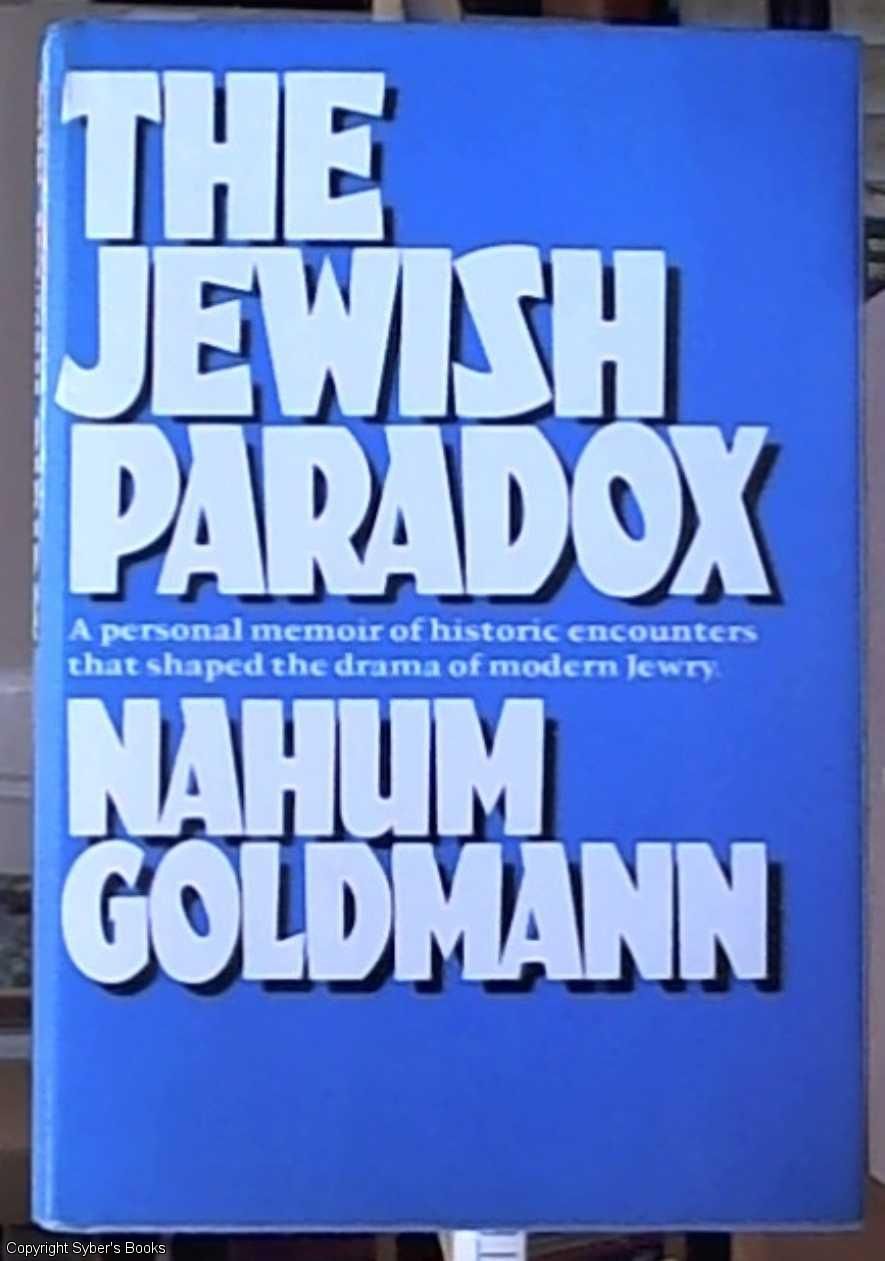 THE
JEWISH
PARADOX
A personal memoir of historic encounters
that shaped the drama of modern Jewry.
NAHUM
GOLDMANN
Copyright Syber's Books